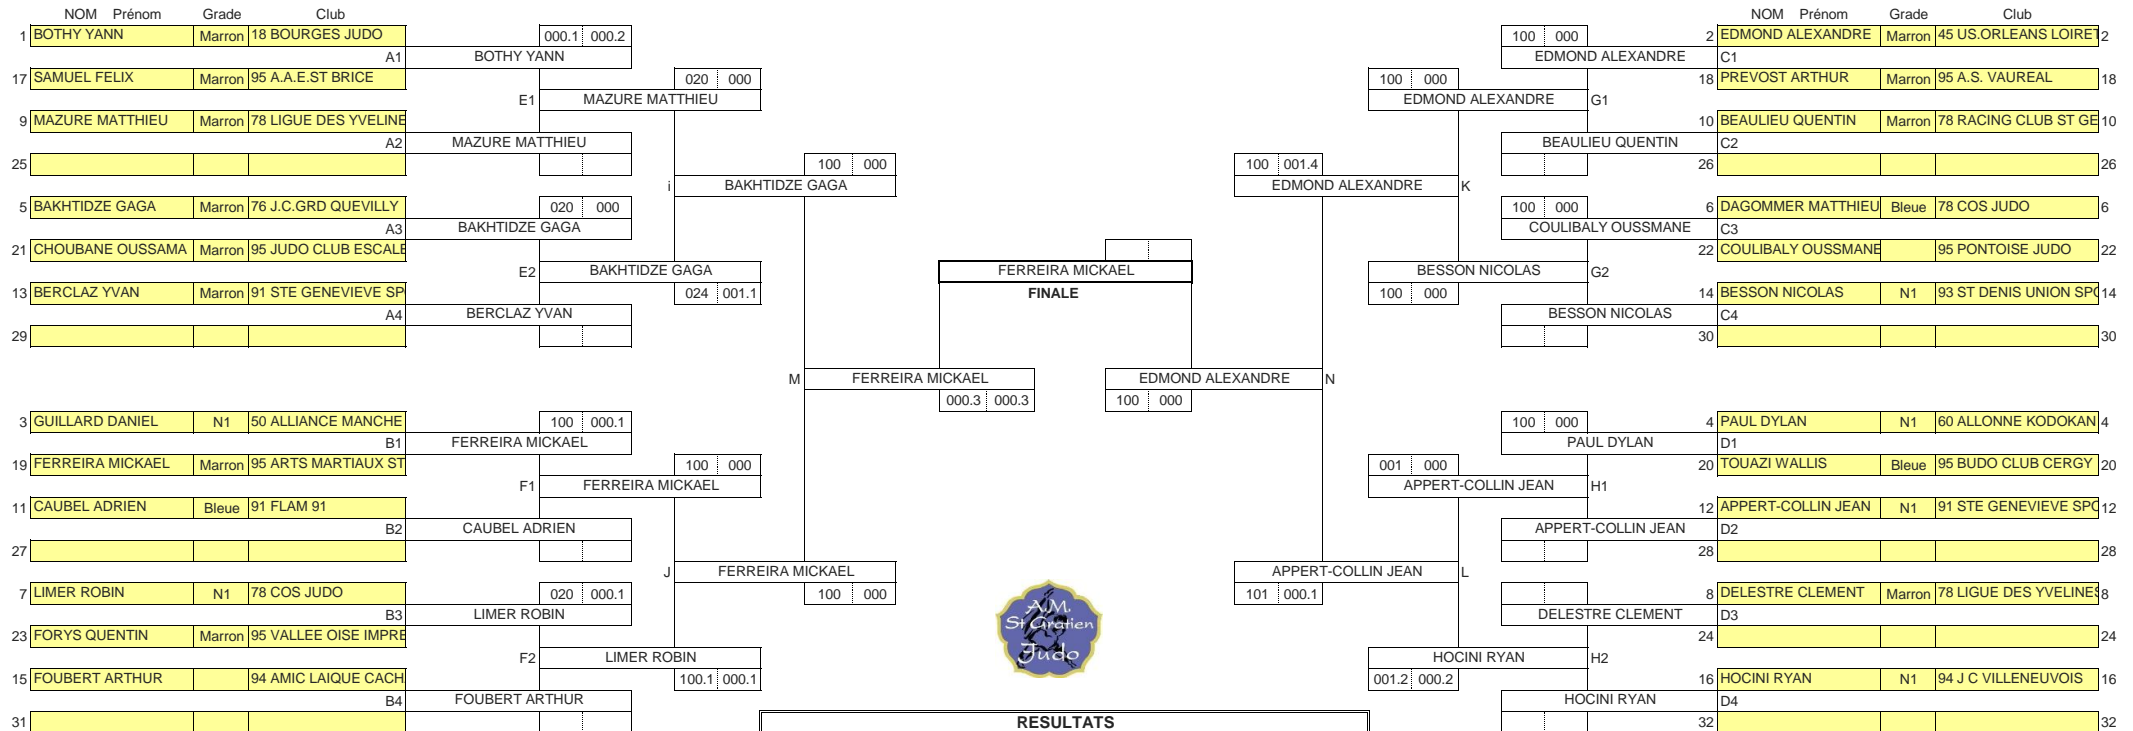 NOM Prénom Grade Club NOM Prénom Grade Club
1 BOTHY YANN Marron 18 BOURGES JUDO 000.1 000.2 100 000 2 EDMOND ALEXANDRE Marron 45 US.ORLEANS LOIRET 2
A1 BOTHY YANN EDMOND ALEXANDRE C1
17 SAMUEL FELIX Marron 95 A.A.E.ST BRICE 020 000 100 000 18 PREVOST ARTHUR Marron 95 A.S. VAUREAL 18
E1 MAZURE MATTHIEU EDMOND ALEXANDRE G1
9 MAZURE MATTHIEU Marron 78 LIGUE DES YVELINE 10 BEAULIEU QUENTIN Marron 78 RACING CLUB ST GE 10
A2 MAZURE MATTHIEU BEAULIEU QUENTIN C2
25 100 000 100 001.4 26 26
i BAKHTIDZE GAGA EDMOND ALEXANDRE K
5 BAKHTIDZE GAGA Marron 76 J.C.GRD QUEVILLY 020 000 100 000 6 DAGOMMER MATTHIEU Bleue 78 COS JUDO 6
A3 BAKHTIDZE GAGA COULIBALY OUSSMANE C3
21 CHOUBANE OUSSAMA Marron 95 JUDO CLUB ESCALE 22 COULIBALY OUSSMANE 95 PONTOISE JUDO 22
E2 BAKHTIDZE GAGA FERREIRA MICKAEL BESSON NICOLAS G2
13 BERCLAZ YVAN Marron 91 STE GENEVIEVE SP 024 001.1 FINALE 100 000 14 BESSON NICOLAS N1 93 ST DENIS UNION SPO 14
A4 BERCLAZ YVAN BESSON NICOLAS C4
29 30 30
M FERREIRA MICKAEL EDMOND ALEXANDRE N
000.3 000.3 100 000
3 GUILLARD DANIEL N1 50 ALLIANCE MANCHE 100 000.1 100 000 4 PAUL DYLAN N1 60 ALLONNE KODOKAN 4
B1 FERREIRA MICKAEL PAUL DYLAN D1
19 FERREIRA MICKAEL Marron 95 ARTS MARTIAUX ST 100 000 001 000 20 TOUAZI WALLIS Bleue 95 BUDO CLUB CERGY 20
F1 FERREIRA MICKAEL APPERT-COLLIN JEAN H1
11 CAUBEL ADRIEN Bleue 91 FLAM 91 12 APPERT-COLLIN JEAN N1 91 STE GENEVIEVE SPO 12
B2 CAUBEL ADRIEN APPERT-COLLIN JEAN D2
27 28 28
J FERREIRA MICKAEL APPERT-COLLIN JEAN L
7 LIMER ROBIN N1 78 COS JUDO 020 000.1 100 000 101 000.1 8 DELESTRE CLEMENT Marron 78 LIGUE DES YVELINES 8
A.M.
B3 LIMER ROBIN DELESTRE CLEMENT D3
St Gratien
23 FORYS QUENTIN Marron 95 VALLEE OISE IMPRE 24 24
Judo
F2 LIMER ROBIN HOCINI RYAN H2
15 FOUBERT ARTHUR 94 AMIC LAIQUE CACH 100.1 000.1 001.2 000.2 16 HOCINI RYAN N1 94 J C VILLENEUVOIS 16
B4 FOUBERT ARTHUR HOCINI RYAN D4
31 RESULTATS 32 32